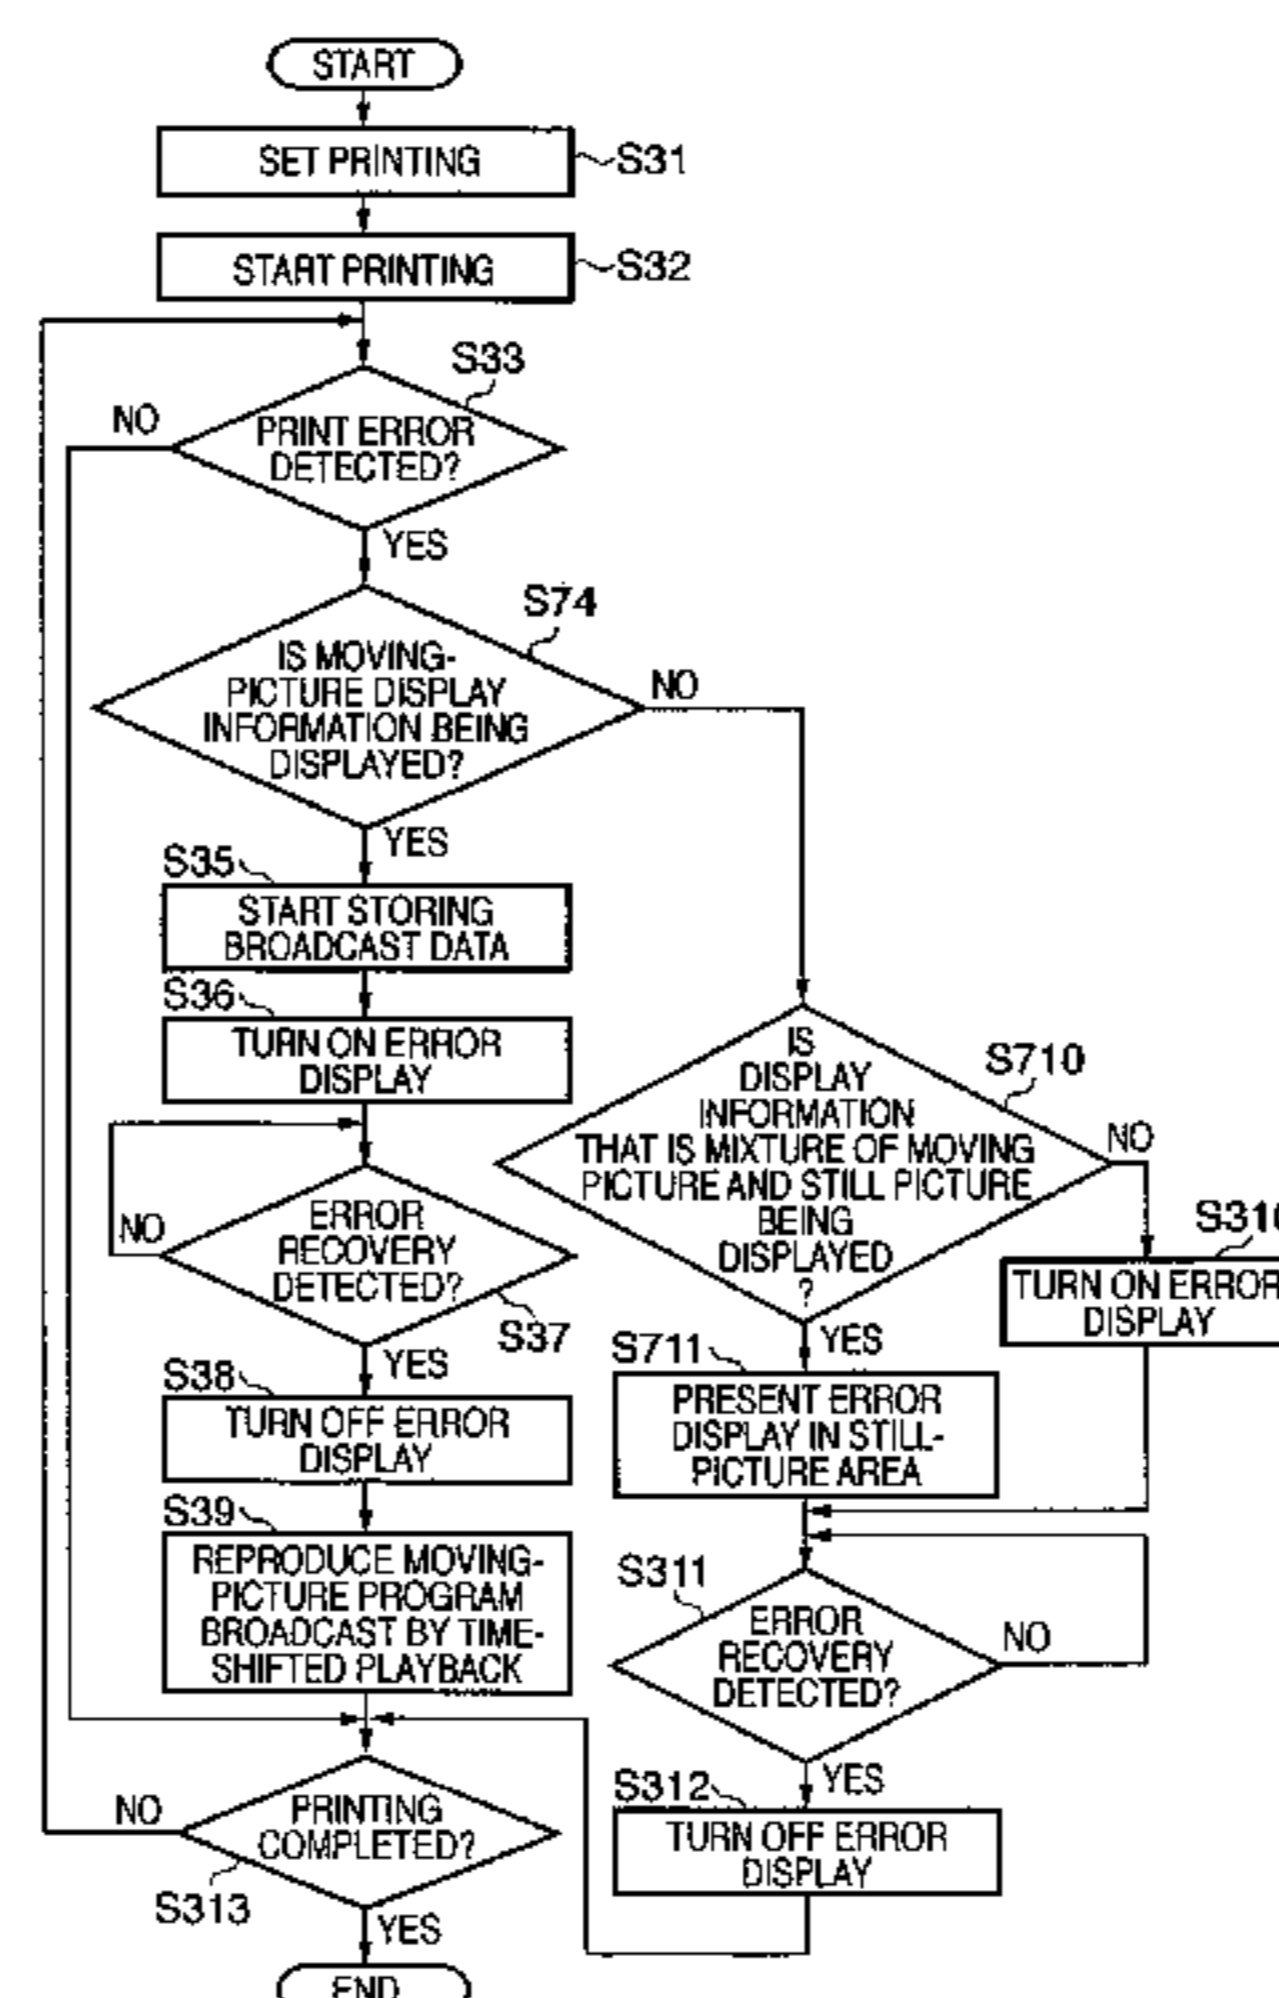 START
SET PRINTING
S31
START PRINTING
S32
S33
NO
PRINT ERROR
DETECTED?
YES
S74
IS MOVING-
PICTURE DISPLAY
INFORMATION BEING
DISPLAYED?
NO
YES
S35
START STORING
BROADCAST DATA
S36
TURN ON ERROR
DISPLAY
NO
ERROR
RECOVERY
DETECTED?
S37
YES
S38
TURN OFF ERROR
DISPLAY
S39
REPRODUCE MOVING-
PICTURE PROGRAM
BROADCAST BY TIME-
SHIFTED PLAYBACK
S710
IS
DISPLAY
INFORMATION
THAT IS MIXTURE OF MOVING
PICTURE AND STILL PICTURE
BEING
DISPLAYED
?
NO
S310
TURN ON ERROR
DISPLAY
YES
S711
PRESENT ERROR
DISPLAY IN STILL-
PICTURE AREA
S311
ERROR
RECOVERY
DETECTED?
NO
YES
S312
TURN OFF ERROR
DISPLAY
NO
PRINTING
COMPLETED?
S313
YES
END